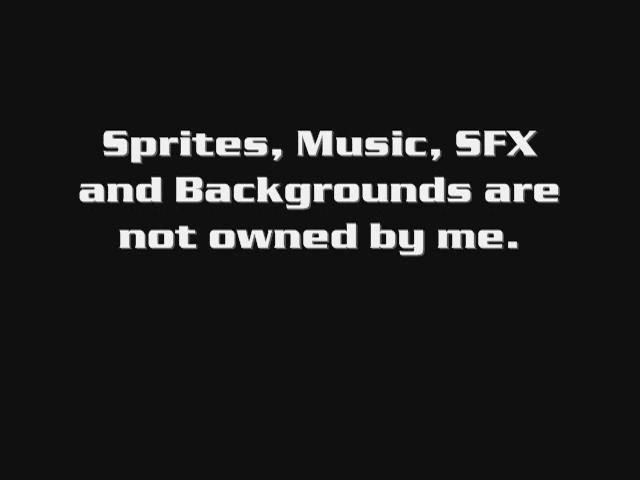 Sprites, Music, SFX
and Backgrounds are
not owned by me.